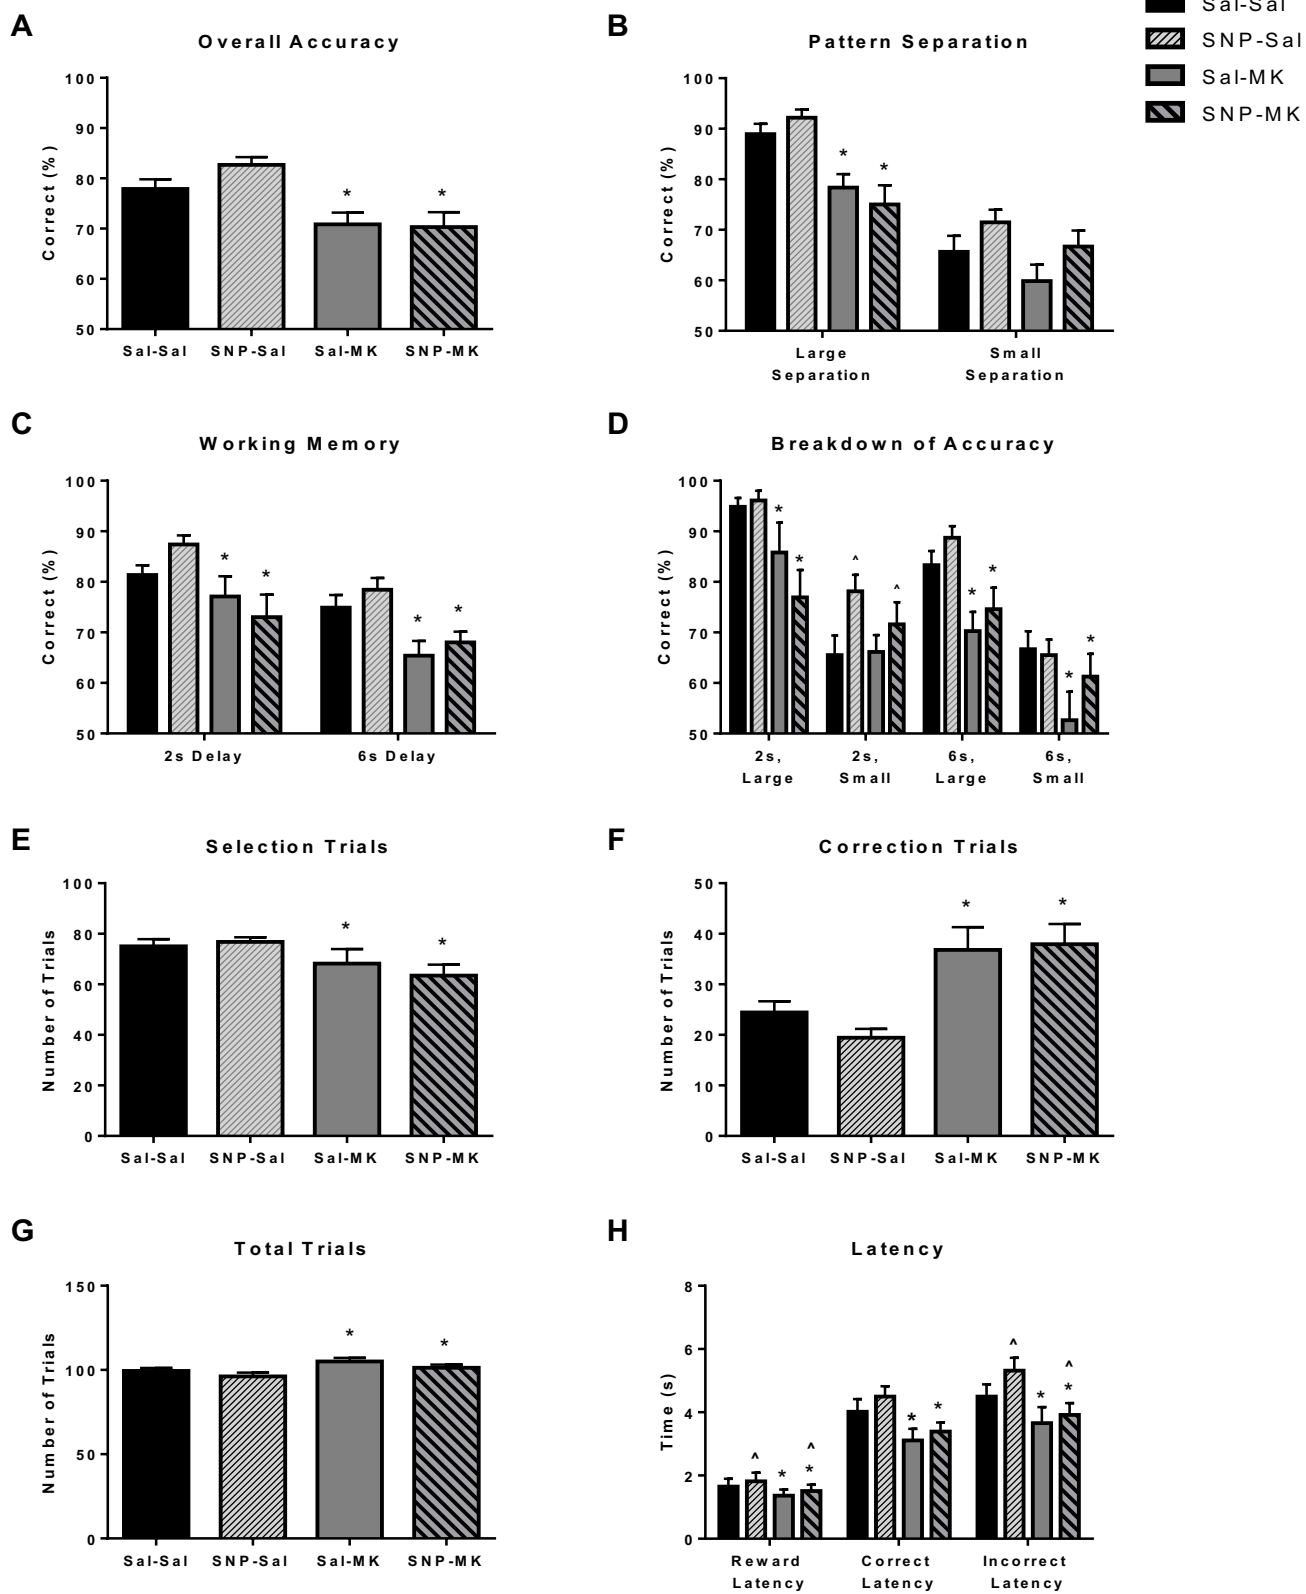 A
Overall Accuracy
Correct (%)
100
90
80
70
60
50
*
*
Sal-Sal SNP-Sal Sal-MK SNP-MK
B
Pattern Separation
Correct (%)
100
90
80
70
60
50
*
*
Large Separation
Small Separation
Sal-Sal
SNP-Sal
Sal-MK
SNP-MK
C
Working Memory
Correct (%)
100
90
80
70
60
50
*
*
*
*
2s Delay 6s Delay
D
Breakdown of Accuracy
Correct (%)
100
90
80
70
60
50
*
*
^
^
*
*
*
*
2s, Large
2s, Small
6s, Large
6s, Small
E
Selection Trials
Number of Trials
100
80
60
40
20
0
*
*
Sal-Sal SNP-Sal Sal-MK SNP-MK
F
Correction Trials
Number of Trials
50
40
30
20
10
0
*
*
Sal-Sal SNP-Sal Sal-MK SNP-MK
G
Total Trials
Number of Trials
150
100
50
0
*
*
Sal-Sal SNP-Sal Sal-MK SNP-MK
H
Latency
Time (s)
8
6
4
2
0
^
*
^
*
*
*
^
*
^
*
Reward Latency
Correct Latency
Incorrect Latency